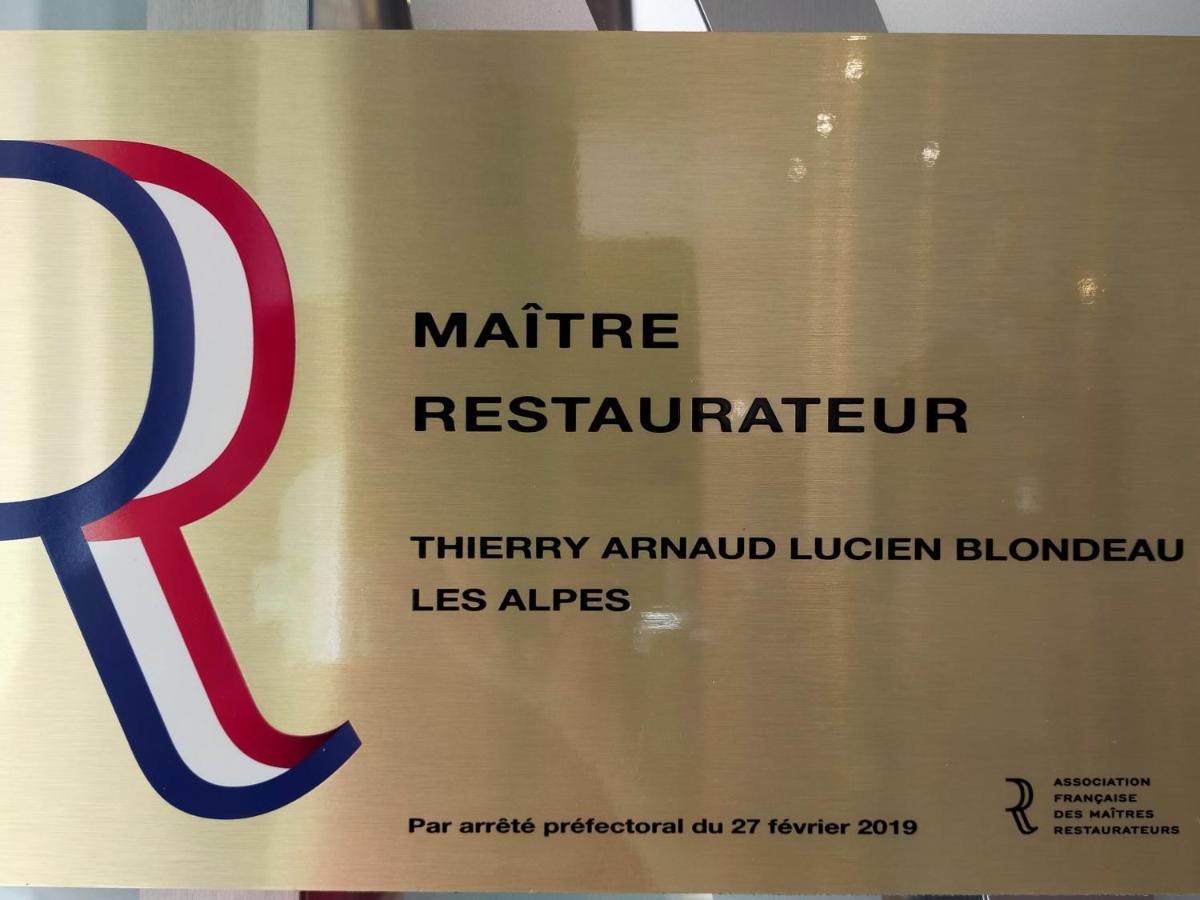 MAÎTRE
RESTAURATEUR
THIERRY ARNAUD LUCIEN BLONDEAU
LES ALPES
Par arrêté préfectoral du 27 février 2019
ASSOCIATION
FRANÇAISE
DES MAÎTRES
RESTAURATEURS